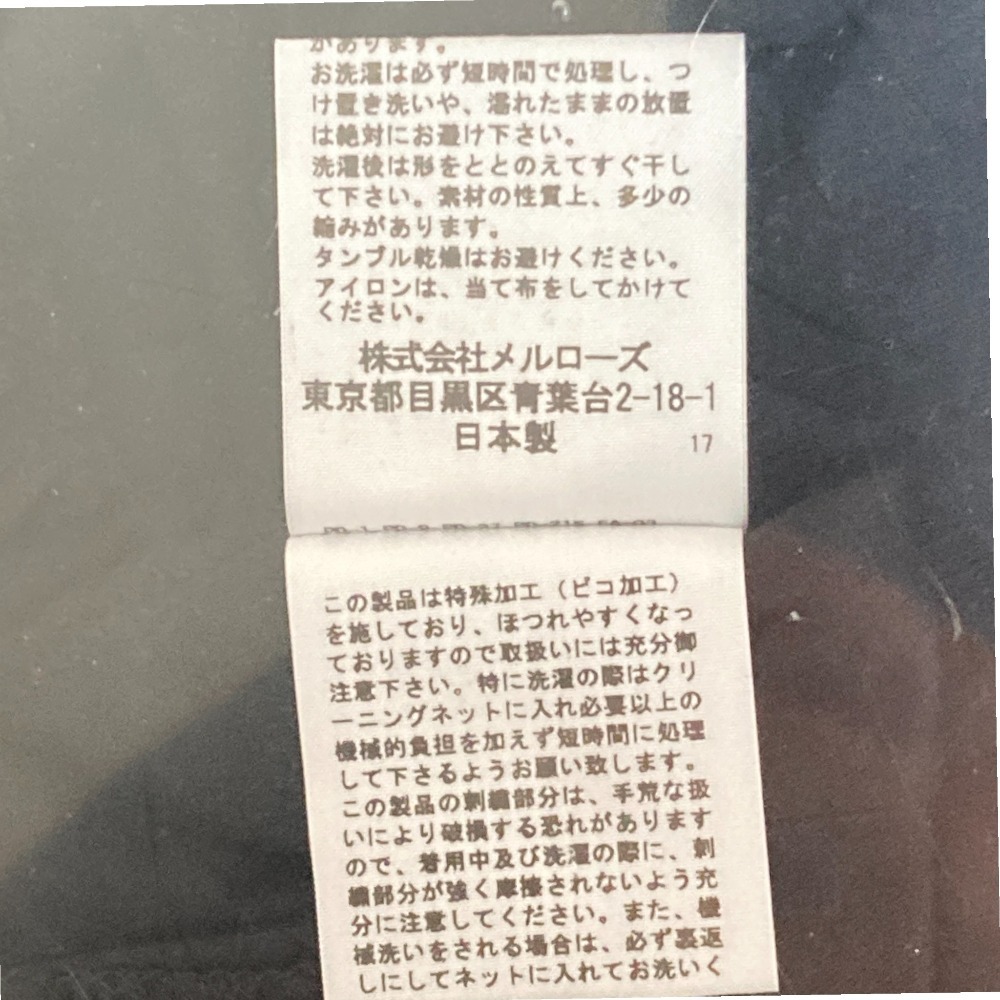 があります。
お洗濯は必ず短時間で処理し、つ
け置き洗いや、濡れたままの放置
は絶対にお避け下さい。
洗濯後は形をととのえてすぐ干し
て下さい。素材の性質上、多少の
縮みがあります。
タンブル乾燥はお避けください。
アイロンは、当て布をしてかけて
ください。
株式会社メルローズ
東京都目黒区青葉台2-18-1
日本製
17
この製品は特殊加工（ピコ加工）
を施しており、ほつれやすくなっ
ておりますので取扱いには充分御
注意下さい。特に洗濯の際はクリ
ーニングネットに入れ必要以上の
機械的負担を加えず短時間に処理
して下さるようお願い致します。
この製品の刺繍部分は、手荒な扱
いにより破損する恐れがあります
ので、着用中及び洗濯の際に、刺
繍部分が強く摩擦されないよう充
分に注意してください。また、機
械洗いをされる場合は、必ず裏返
しにしてネットに入れてお洗いく